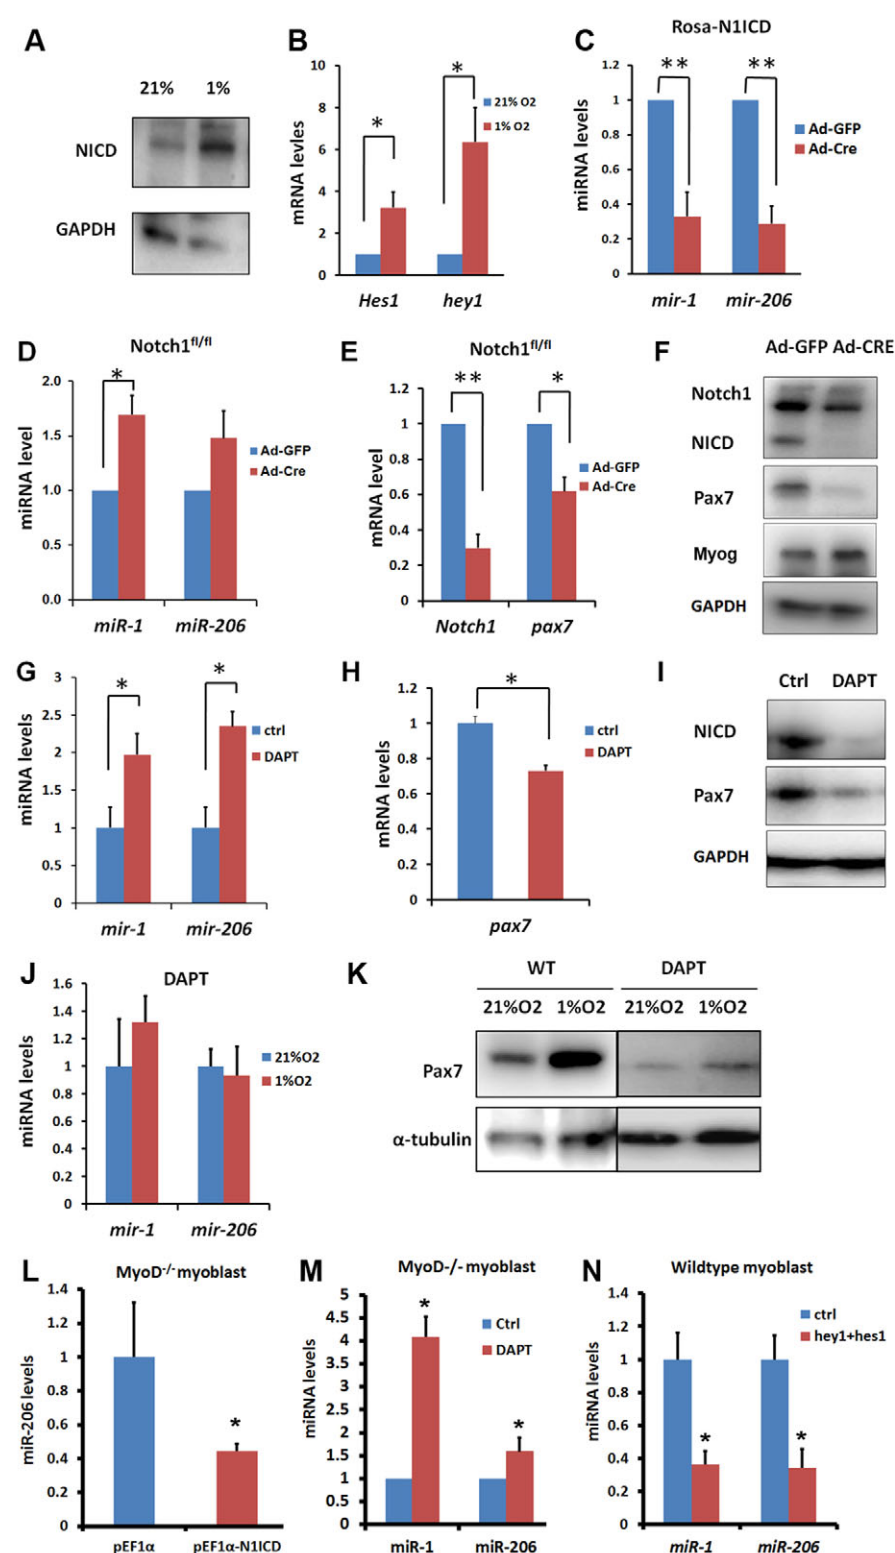 A
21% 1%
NICD
GAPDH
B
mRNA levles
10
8
6
4
2
0
*
*
21% O2
1% O2
Hes1 hey1
C
Rosa-N1ICD
miRNA levels
1.2
1
0.8
0.6
0.4
0.2
0
**
**
Ad-GFP
Ad-Cre
mir-1 mir-206
D
Notch1fl/fl
miRNA level
2.0
1.5
1.0
0.5
0.0
*
Ad-GFP
Ad-Cre
miR-1 miR-206
E
Notch1fl/fl
mRNA level
1.2
1
0.8
0.6
0.4
0.2
0
**
*
Ad-GFP
Ad-Cre
Notch1 pax7
F
Ad-GFP Ad-CRE
Notch1
NICD
Pax7
Myog
GAPDH
G
miRNA levels
3
2.5
2
1.5
1
0.5
0
*
*
ctrl
DAPT
mir-1 mir-206
H
mRNA levels
1.2
1
0.8
0.6
0.4
0.2
0
*
ctrl
DAPT
pax7
I
Ctrl DAPT
NICD
Pax7
GAPDH
J
DAPT
miRNA levels
1.6
1.4
1.2
1
0.8
0.6
0.4
0.2
0
21%O2
1%O2
mir-1 mir-206
K
WT DAPT
21%O2 1%O2 21%O2 1%O2
Pax7
α-tubulin
L
MyoD-/- myoblast
miR-206 levels
1.4
1.2
1
0.8
0.6
0.4
0.2
0
*
pEF1α pEF1α-N1ICD
M
MyoD-/- myoblast
miRNA levels
5
4.5
4
3.5
3
2.5
2
1.5
1
0.5
0
*
*
Ctrl
DAPT
miR-1 miR-206
N
Wildtype myoblast
miRNA levels
1.4
1.2
1
0.8
0.6
0.4
0.2
0
*
*
ctrl
hey1+hes1
miR-1 miR-206